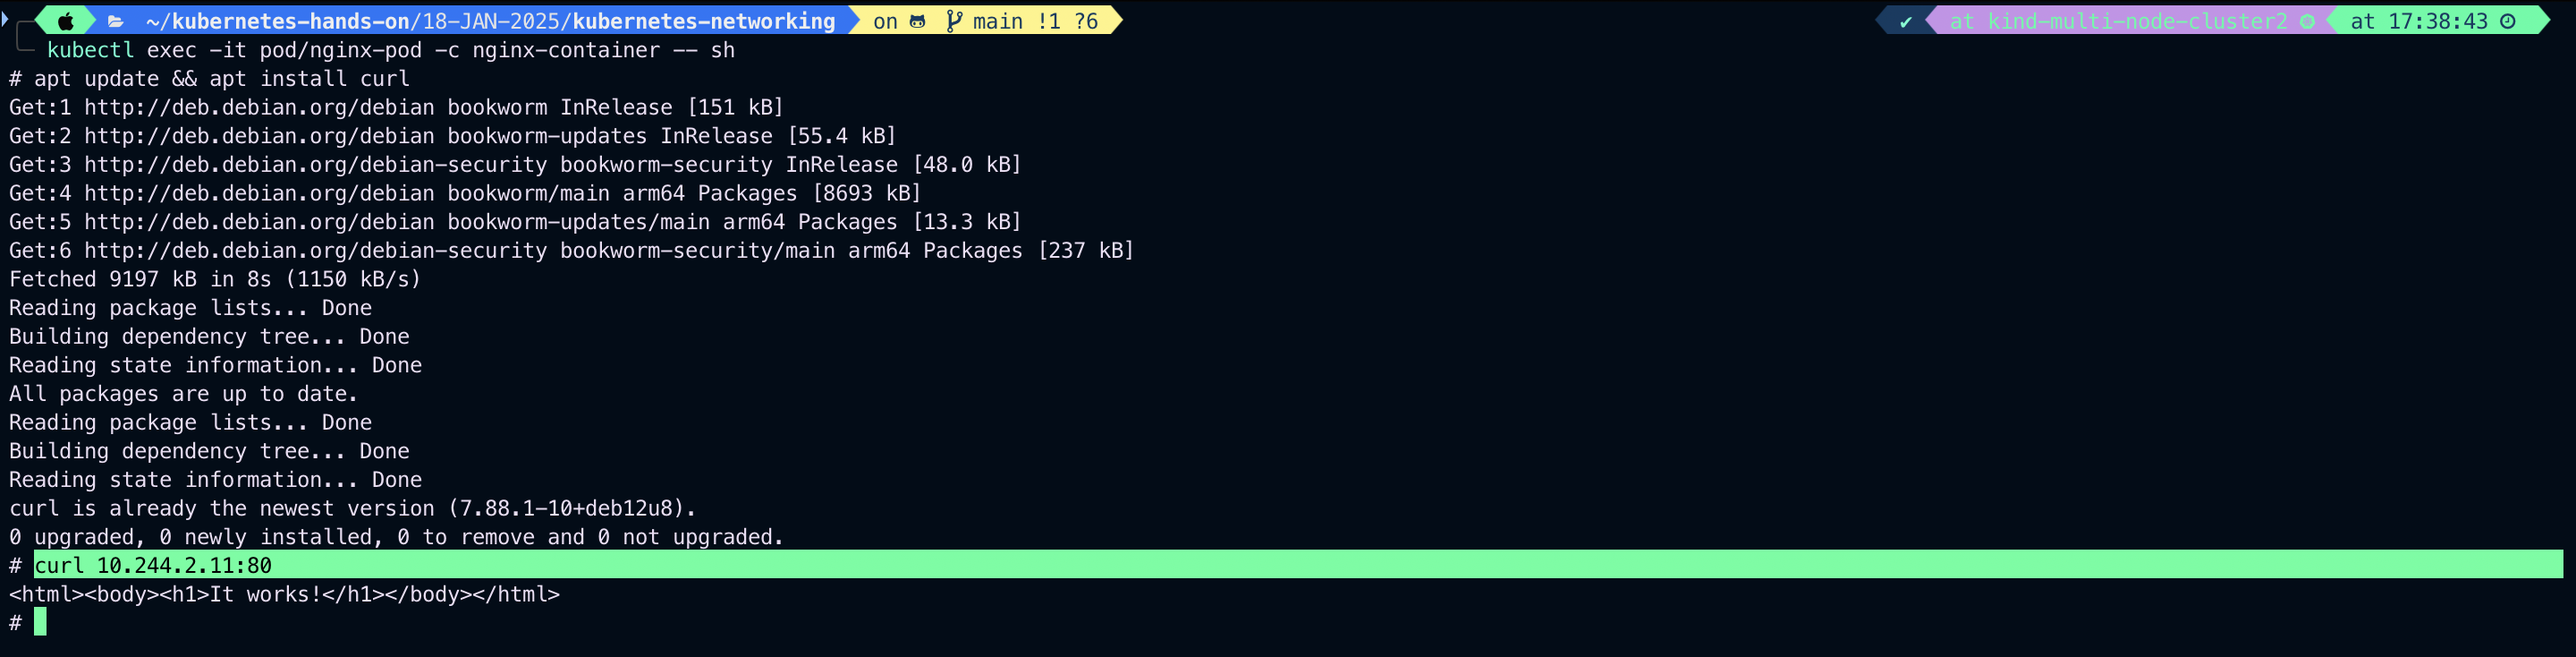 ~/kubernetes-hands-on/18-JAN-2025/kubernetes-networking on main !1 ?6 ✔ at kind-multi-node-cluster2 at 17:38:43
kubectl exec -it pod/nginx-pod -c nginx-container -- sh
# apt update && apt install curl
Get:1 http://deb.debian.org/debian bookworm InRelease [151 kB]
Get:2 http://deb.debian.org/debian bookworm-updates InRelease [55.4 kB]
Get:3 http://deb.debian.org/debian-security bookworm-security InRelease [48.0 kB]
Get:4 http://deb.debian.org/debian bookworm/main arm64 Packages [8693 kB]
Get:5 http://deb.debian.org/debian bookworm-updates/main arm64 Packages [13.3 kB]
Get:6 http://deb.debian.org/debian-security bookworm-security/main arm64 Packages [237 kB]
Fetched 9197 kB in 8s (1150 kB/s)
Reading package lists... Done
Building dependency tree... Done
Reading state information... Done
All packages are up to date.
Reading package lists... Done
Building dependency tree... Done
Reading state information... Done
curl is already the newest version (7.88.1-10+deb12u8).
0 upgraded, 0 newly installed, 0 to remove and 0 not upgraded.
# curl 10.244.2.11:80
<html><body><h1>It works!</h1></body></html>
#